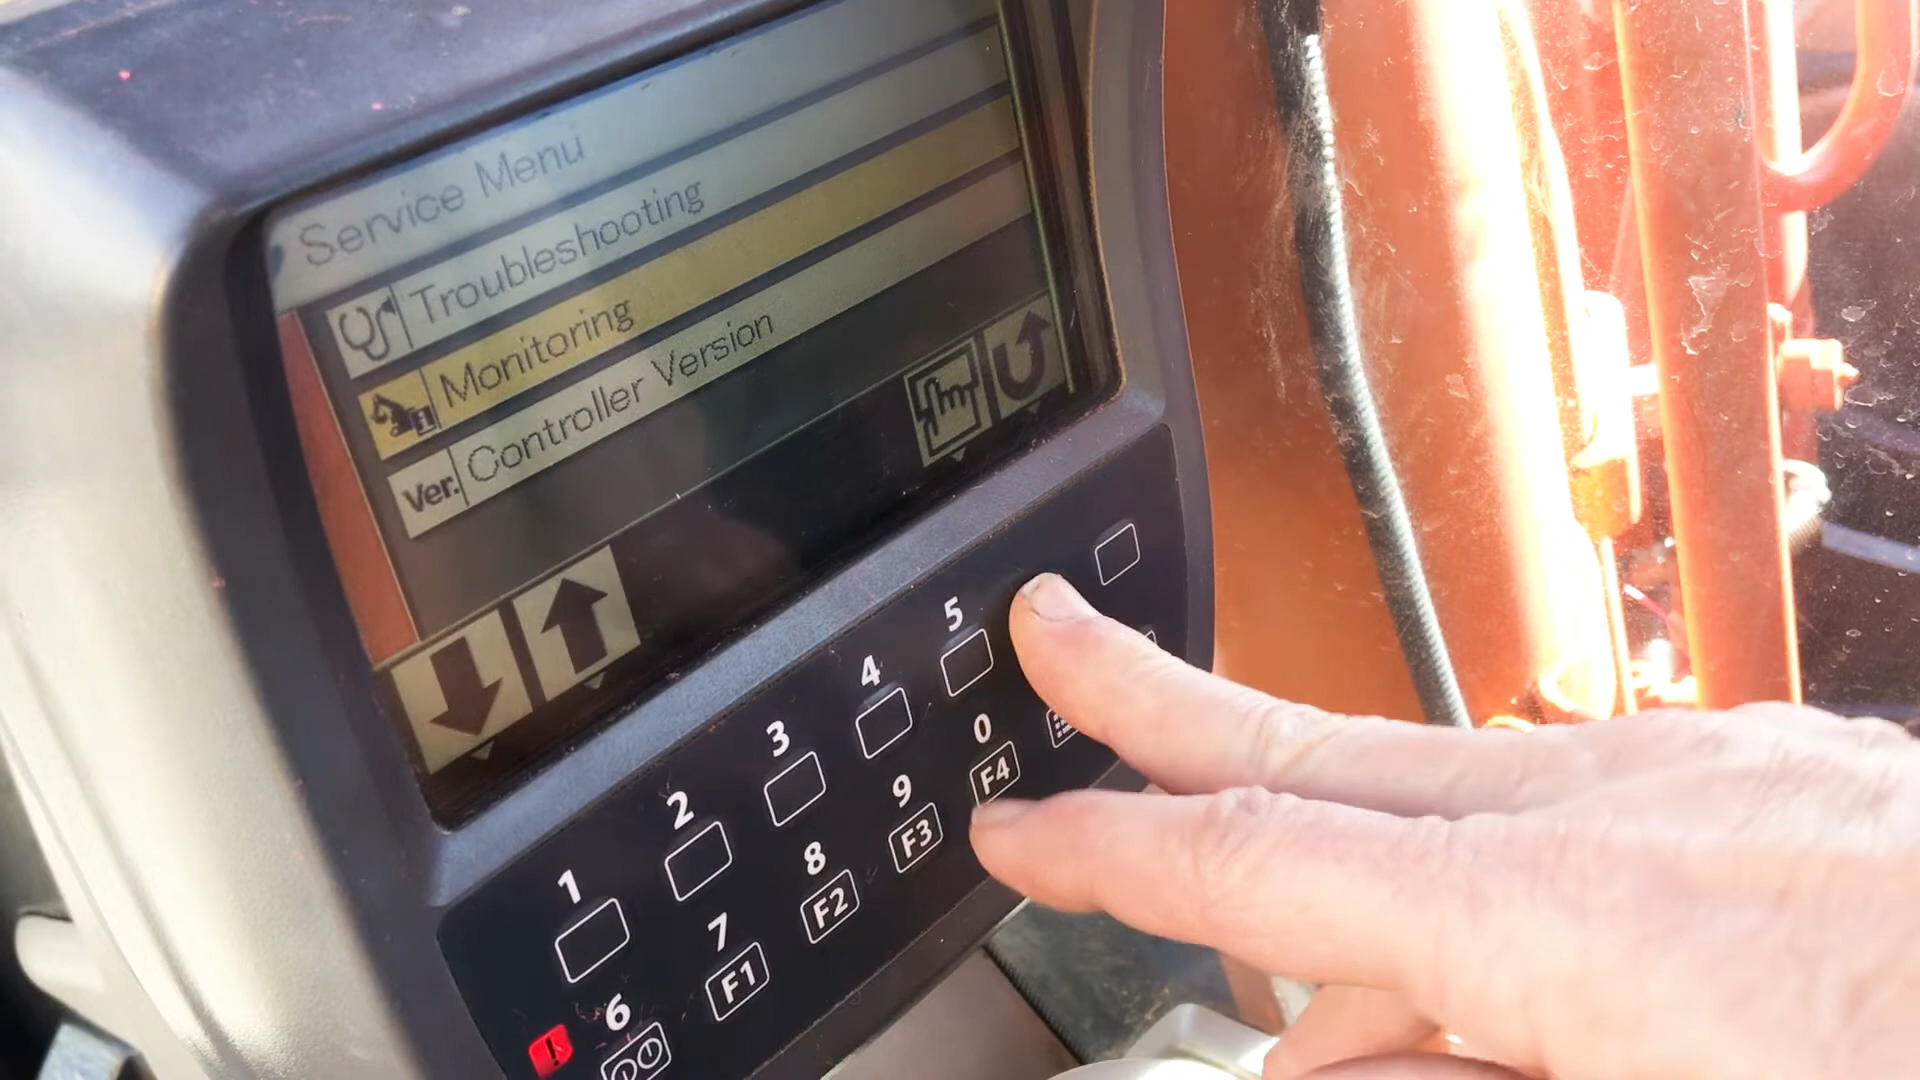 Service Menu
Troubleshooting
Monitoring
Ver. Controller Version
1 2 3 4 5
6 7 8 9 0
F1 F2 F3 F4